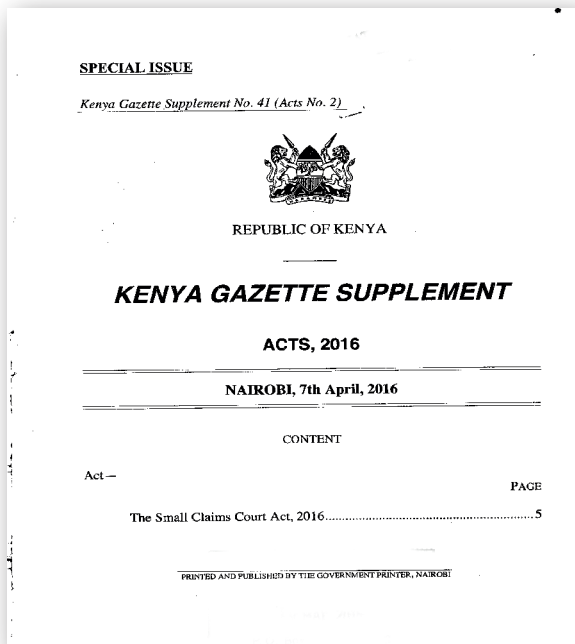 SPECIAL ISSUE
Kenya Gazette Supplement No. 41 (Acts No. 2)
REPUBLIC OF KENYA
KENYA GAZETTE SUPPLEMENT
ACTS, 2016
NAIROBI, 7th April, 2016
CONTENT
Act—
PAGE
The Small Claims Court Act, 2016..............................................................5
PRINTED AND PUBLISHED BY THE GOVERNMENT PRINTER, NAIROBI